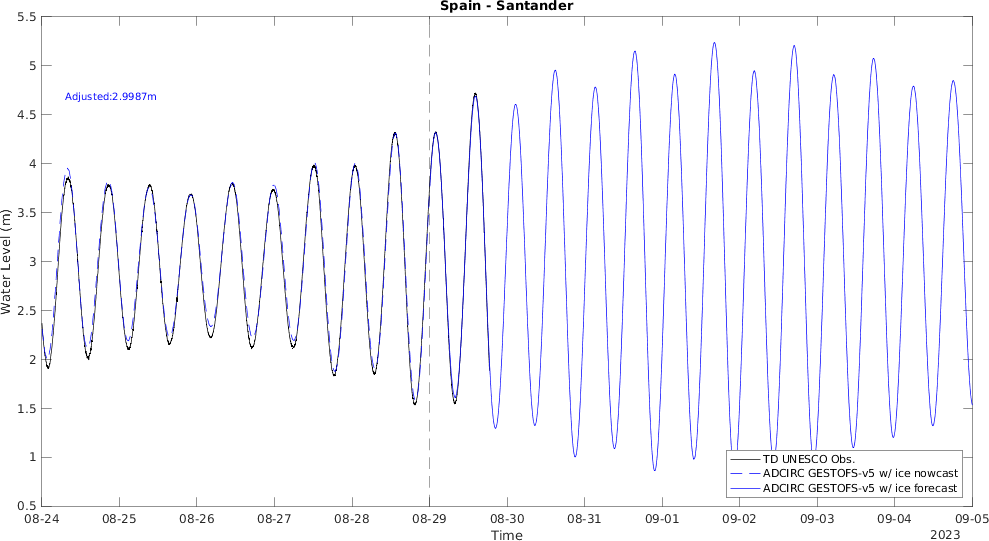 Spain - Santander
5.5
5
4.5
4
3.5
3
2.5
2
1.5
1
0.5
Water Level (m)
Adjusted:2.9987m
TD UNESCO Obs.
ADCIRC GESTOFS-v5 w/ ice nowcast
ADCIRC GESTOFS-v5 w/ ice forecast
08-24 08-25 08-26 08-27 08-28 08-29 08-30 08-31 09-01 09-02 09-03 09-04 09-05
Time
2023